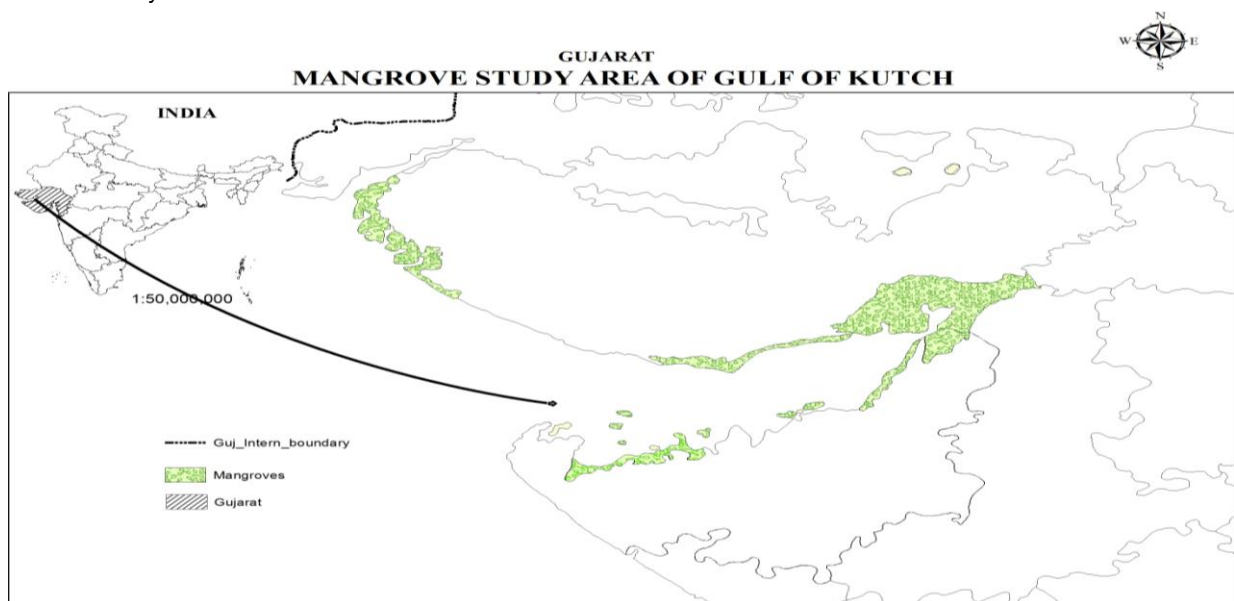 N
W E
S
GUJARAT
MANGROVE STUDY AREA OF GULF OF KUTCH
INDIA
1:50,000,000
Guj_Intern_boundary
Mangroves
Gujarat